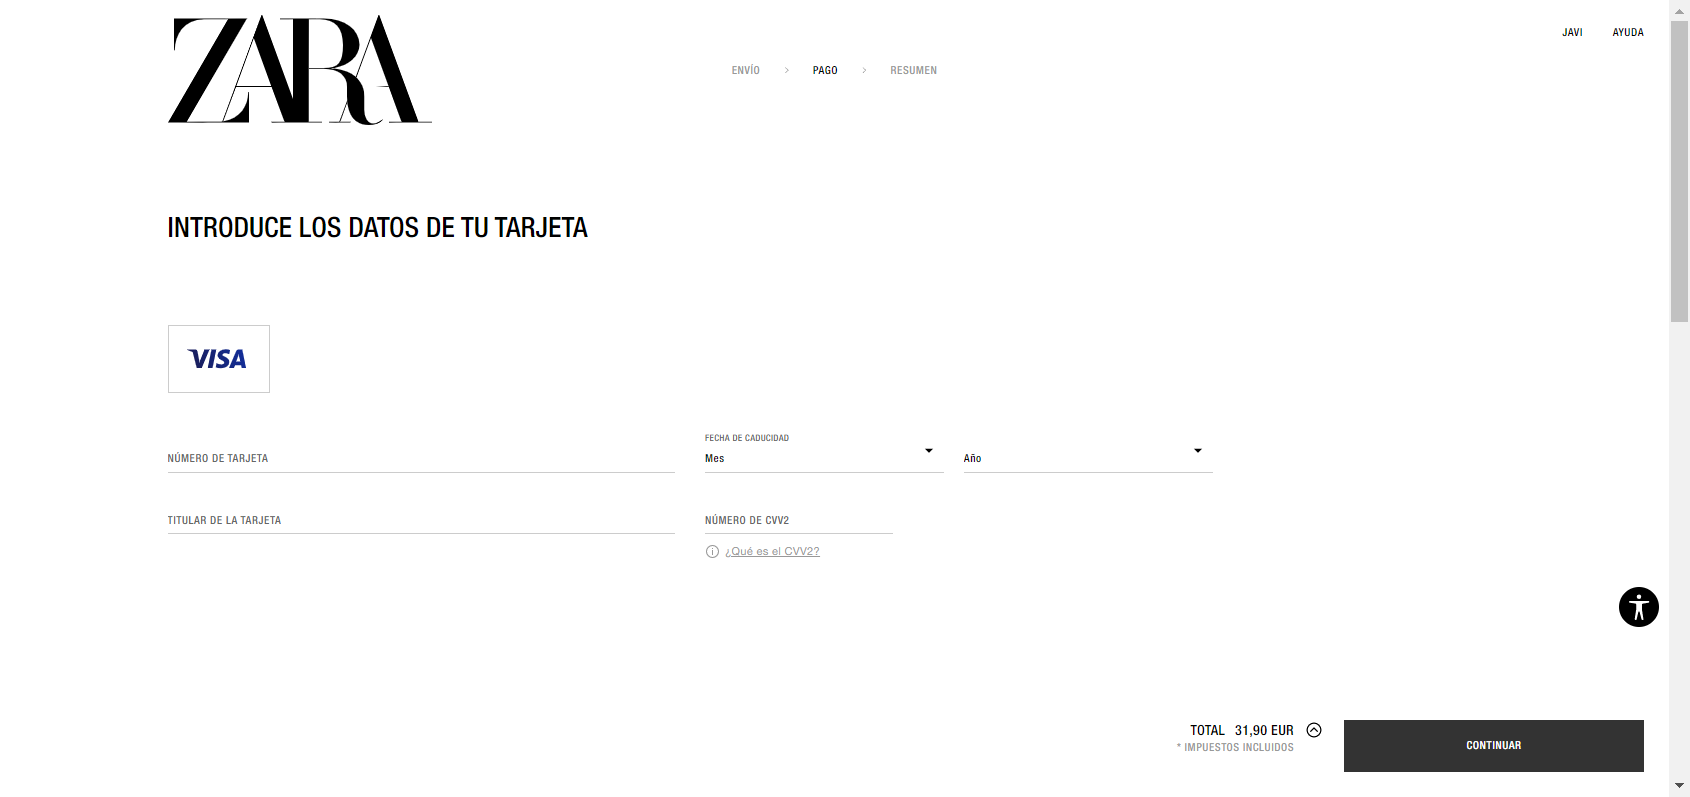 ZARA
JAVI AYUDA
ENVÍO > PAGO > RESUMEN
INTRODUCE LOS DATOS DE TU TARJETA
VISA
FECHA DE CADUCIDAD
NÚMERO DE TARJETA Mes Año
TITULAR DE LA TARJETA NÚMERO DE CVV2
¿Qué es el CVV2?
TOTAL 31,90 EUR
* IMPUESTOS INCLUIDOS
CONTINUAR